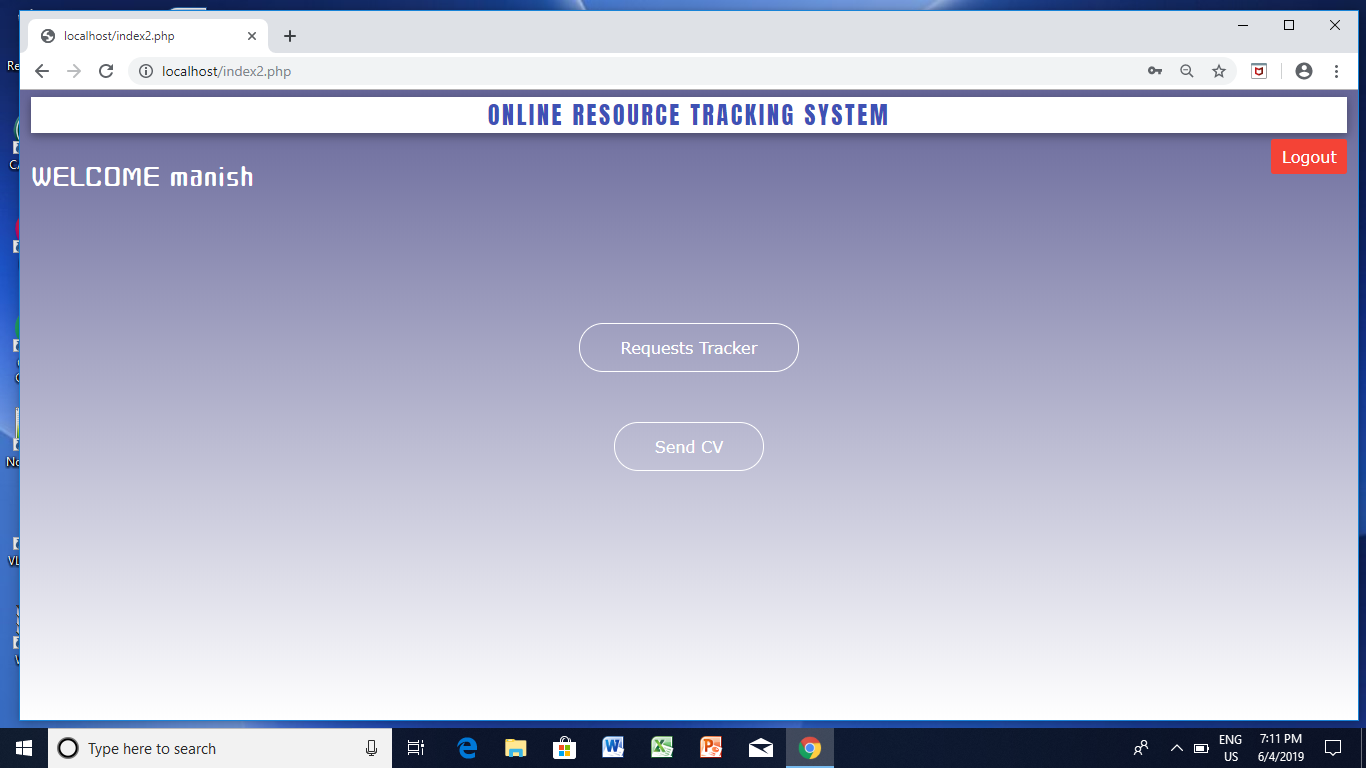 localhost/index2.php
localhost/index2.php
ONLINE RESOURCE TRACKING SYSTEM
Logout
WELCOME manish
Requests Tracker
Send CV
Type here to search
ENG
US
7:11 PM
6/4/2019